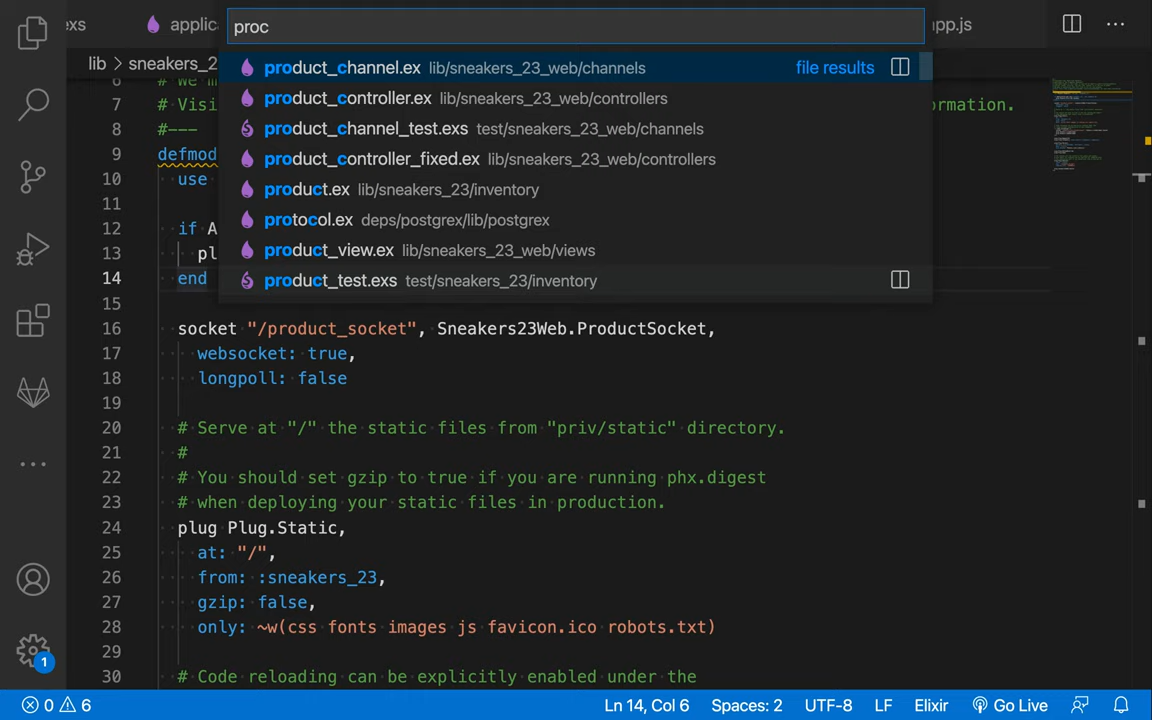 exs
applic
proc
app.js
lib > sneakers_2
product_channel.ex lib/sneakers_23_web/channels file results
product_controller.ex lib/sneakers_23_web/controllers
product_channel_test.exs test/sneakers_23_web/channels
product_controller_fixed.ex lib/sneakers_23_web/controllers
product.ex lib/sneakers_23/inventory
protocol.ex deps/postgrex/lib/postgrex
product_view.ex lib/sneakers_23_web/views
product_test.exs test/sneakers_23/inventory
6 # We m
7 # Visi ormation.
8 #---
9 defmod
10 use
11
12 if A
13 pl
14 end
15
16 socket "/product_socket", Sneakers23Web.ProductSocket,
17 websocket: true,
18 longpoll: false
19
20 # Serve at "/" the static files from "priv/static" directory.
21 #
22 # You should set gzip to true if you are running phx.digest
23 # when deploying your static files in production.
24 plug Plug.Static,
25 at: "/",
26 from: :sneakers_23,
27 gzip: false,
28 only: ~w(css fonts images js favicon.ico robots.txt)
29
30 # Code reloading can be explicitly enabled under the
1
0 6 Ln 14, Col 6 Spaces: 2 UTF-8 LF Elixir Go Live